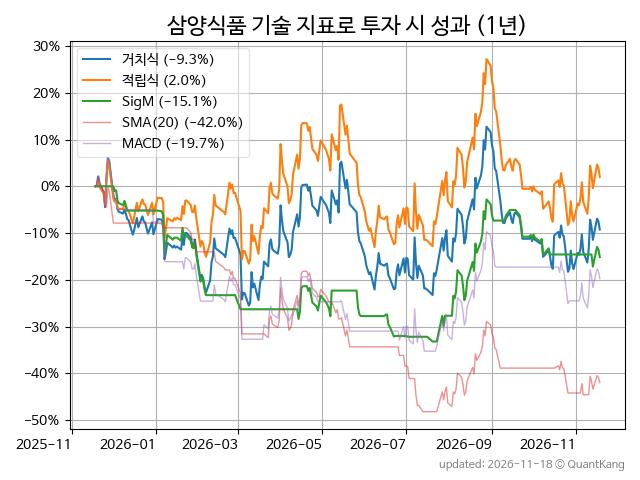 삼양식품 기술 지표로 투자 시 성과 (1년)
거치식 (−9.3%)
적립식 (2.0%)
SigM (−15.1%)
SMA(20) (−42.0%)
MACD (−19.7%)
30%
20%
10%
0%
−10%
−20%
−30%
−40%
−50%
2025-11 2026-01 2026-03 2026-05 2026-07 2026-09 2026-11
updated: 2026-11-18 © QuantKang